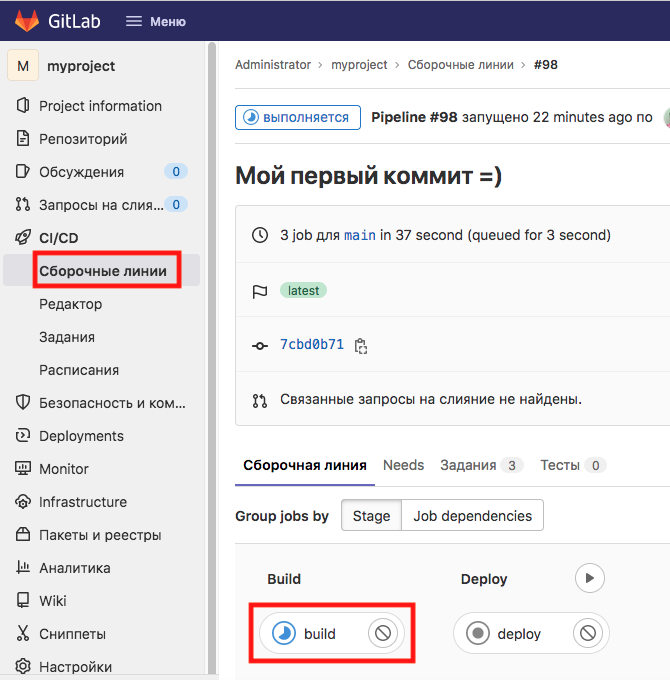 GitLab
Меню
M
myproject
Project information
Репозиторий
Обсуждения 0
Запросы на слия... 0
CI/CD
Сборочные линии
Редактор
Задания
Расписания
Безопасность и ком...
Deployments
Monitor
Infrastructure
Пакеты и реестры
Аналитика
Wiki
Сниппеты
Настройки
Administrator › myproject › Сборочные линии › #98
выполняется Pipeline #98 запущено 22 minutes ago по
Мой первый коммит =)
3 job для main in 37 second (queued for 3 second)
latest
7cbd0b71
Связанные запросы на слияние не найдены.
Сборочная линия Needs Задания 3 Тесты 0
Group jobs by Stage Job dependencies
Build Deploy
build deploy